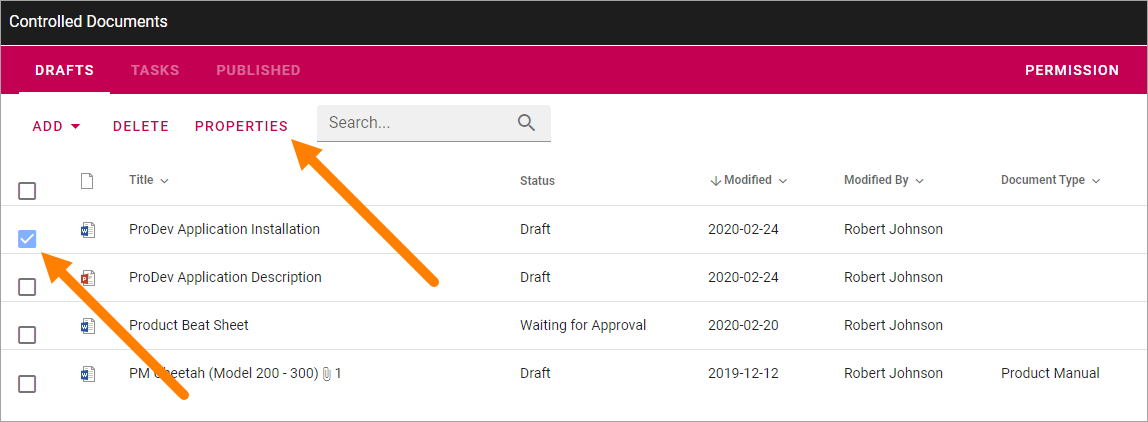 Controlled Documents
DRAFTS TASKS PUBLISHED PERMISSION
ADD DELETE PROPERTIES Search...
Title Status Modified Modified By Document Type
ProDev Application Installation Draft 2020-02-24 Robert Johnson
ProDev Application Description Draft 2020-02-24 Robert Johnson
Product Beat Sheet Waiting for Approval 2020-02-20 Robert Johnson
PM Cheetah (Model 200 - 300) 1 Draft 2019-12-12 Robert Johnson Product Manual